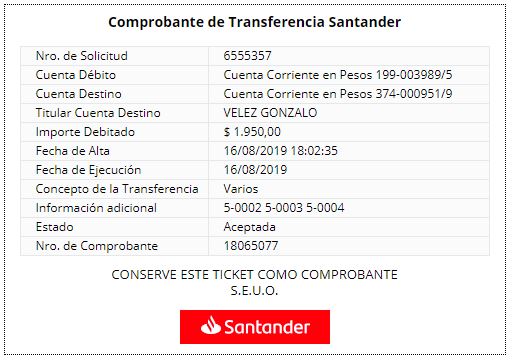 Comprobante de Transferencia Santander
Nro. de Solicitud 6555357
Cuenta Débito Cuenta Corriente en Pesos 199-003989/5
Cuenta Destino Cuenta Corriente en Pesos 374-000951/9
Titular Cuenta Destino VELEZ GONZALO
Importe Debitado $ 1.950,00
Fecha de Alta 16/08/2019 18:02:35
Fecha de Ejecución 16/08/2019
Concepto de la Transferencia Varios
Información adicional 5-0002 5-0003 5-0004
Estado Aceptada
Nro. de Comprobante 18065077
CONSERVE ESTE TICKET COMO COMPROBANTE
S.E.U.O.
Santander